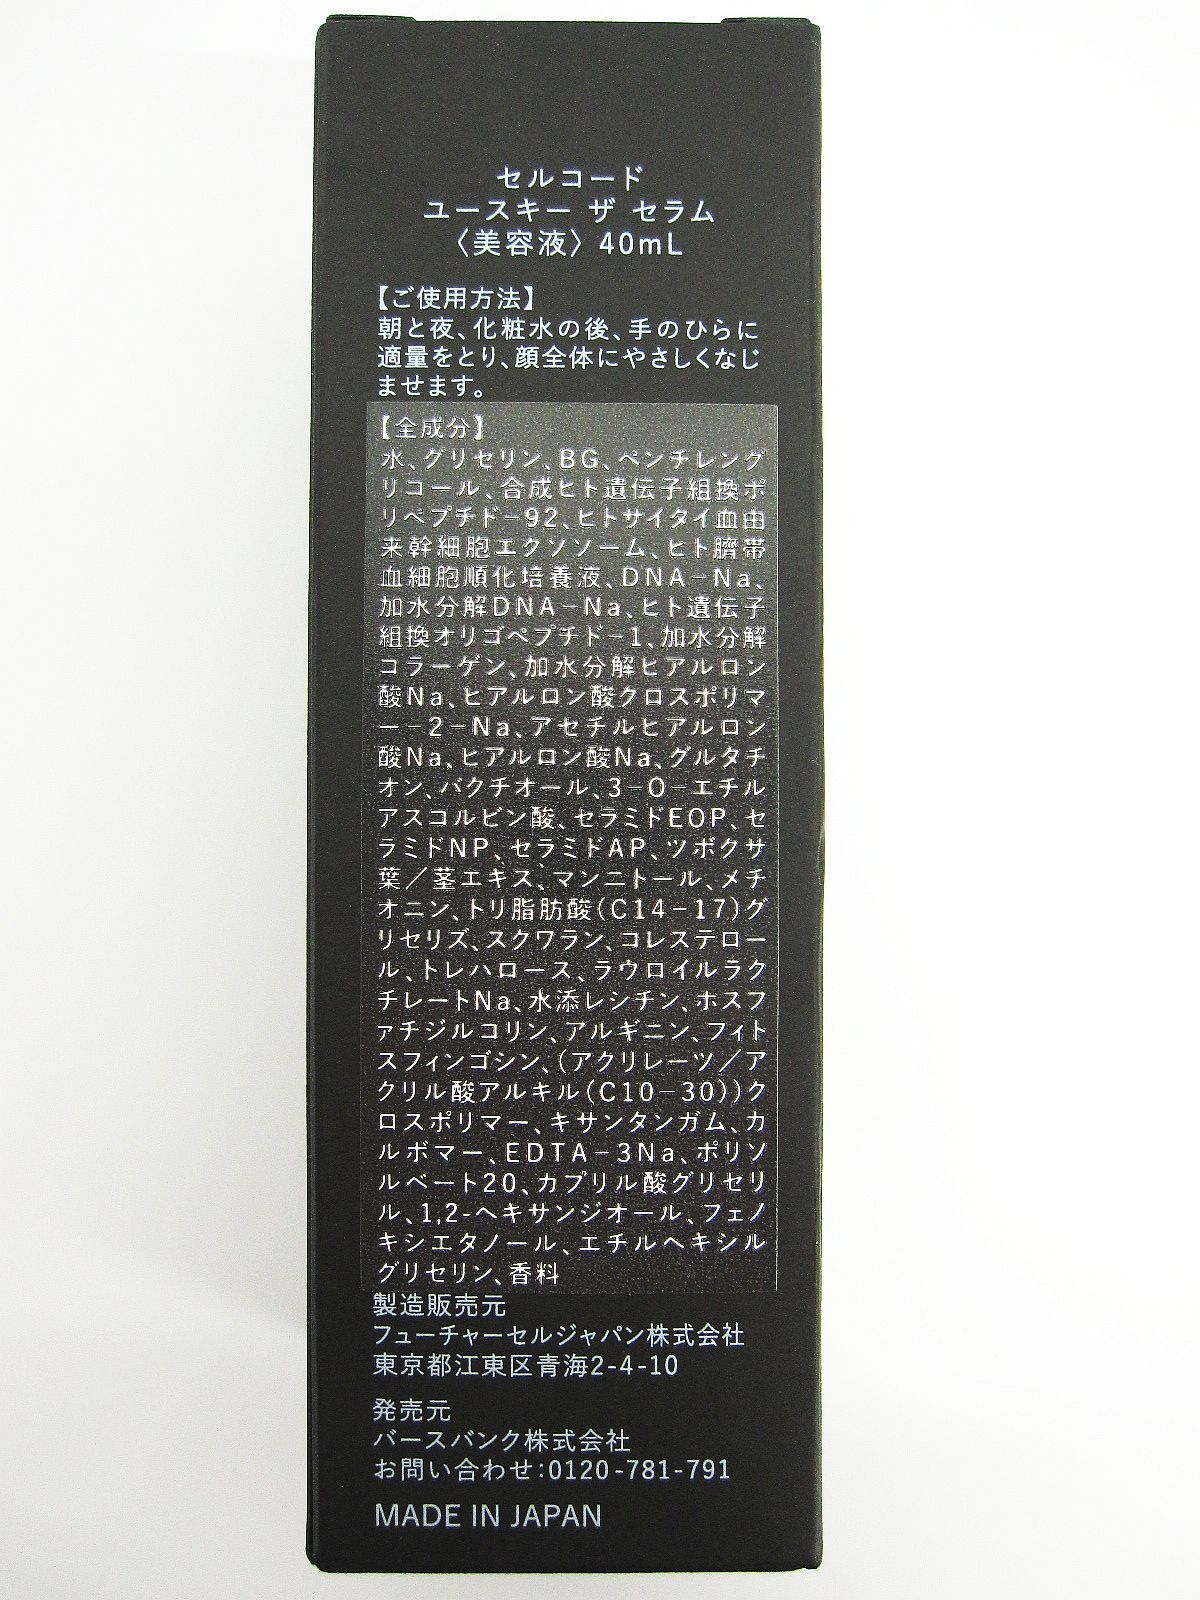 セルコード
ユースキー ザ セラム
〈美容液〉40mL
【ご使用方法】
朝と夜、化粧水の後、手のひらに
適量をとり、顔全体にやさしくなじ
ませます。
【全成分】
水、グリセリン、BG、ペンチレング
リコール、合成ヒト遺伝子組換ポ
リペプチド-92、ヒトサイタイ血由
来幹細胞エクソソーム、ヒト臍帯
血細胞順化培養液、DNA-Na、
加水分解DNA-Na、ヒト遺伝子
組換オリゴペプチド-1、加水分解
コラーゲン、加水分解ヒアルロン
酸Na、ヒアルロン酸クロスポリマ
ー-2-Na、アセチルヒアルロン
酸Na、ヒアルロン酸Na、グルタチ
オン、バクチオール、3-O-エチル
アスコルビン酸、セラミドEOP、セ
ラミドNP、セラミドAP、ツボクサ
葉/茎エキス、マンニトール、メチ
オニン、トリ脂肪酸(C14-17)グ
リセリズ、スクワラン、コレステロー
ル、トレハロース、ラウロイルラク
チレートNa、水添レシチン、ホスフ
ァチジルコリン、アルギニン、フィト
スフィンゴシン、(アクリレーツ/ア
クリル酸アルキル(C10-30))ク
ロスポリマー、キサンタンガム、カ
ルボマー、EDTA-3Na、ポリソ
ルベート20、カプリル酸グリセリ
ル、1,2-ヘキサンジオール、フェノ
キシエタノール、エチルヘキシル
グリセリン、香料
製造販売元
フューチャーセルジャパン株式会社
東京都江東区青海2-4-10
発売元
バースバンク株式会社
お問い合わせ:0120-781-791
MADE IN JAPAN